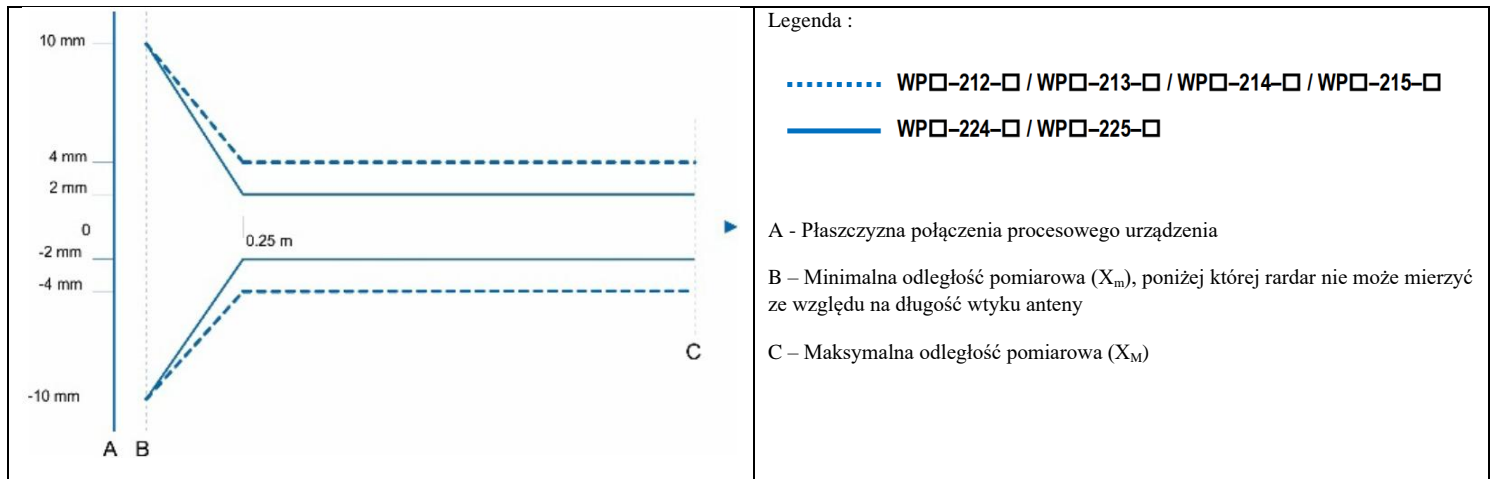 10 mm
4 mm
2 mm
0
0.25 m
-2 mm
-4 mm
C
-10 mm
A B
Legenda :
WP☐–212–☐ / WP☐–213–☐ / WP☐–214–☐ / WP☐–215–☐
WP☐–224–☐ / WP☐–225–☐
A - Płaszczyzna połączenia procesowego urządzenia
B – Minimalna odległość pomiarowa (Xm), poniżej której rardar nie może mierzyć
ze względu na długość wtyku anteny
C – Maksymalna odległość pomiarowa (XM)